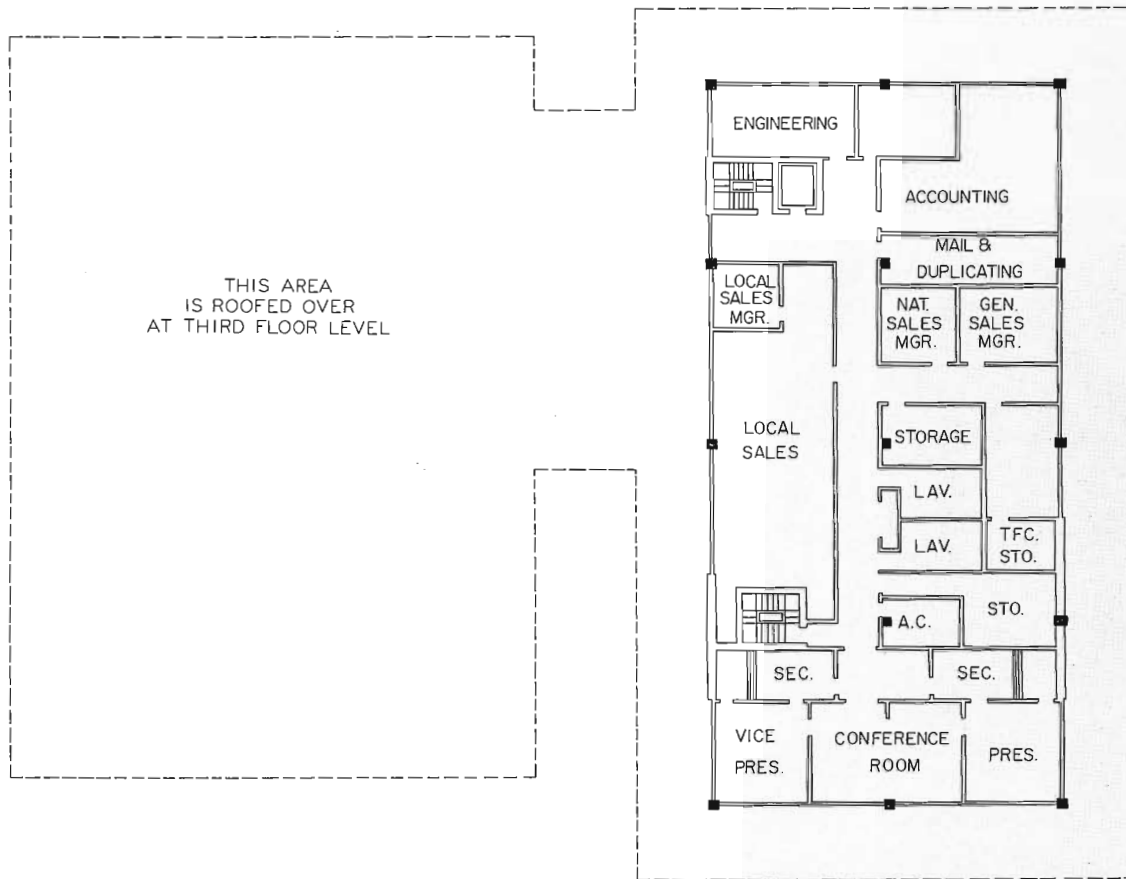 THIS AREA
IS ROOFED OVER
AT THIRD FLOOR LEVEL
ENGINEERING
ACCOUNTING
MAIL &
DUPLICATING
LOCAL
SALES
MGR.
NAT.
SALES
MGR.
GEN.
SALES
MGR.
LOCAL
SALES
STORAGE
LAV.
LAV.
TFC.
STO.
STO.
A.C.
SEC.
SEC.
VICE
PRES.
CONFERENCE
ROOM
PRES.